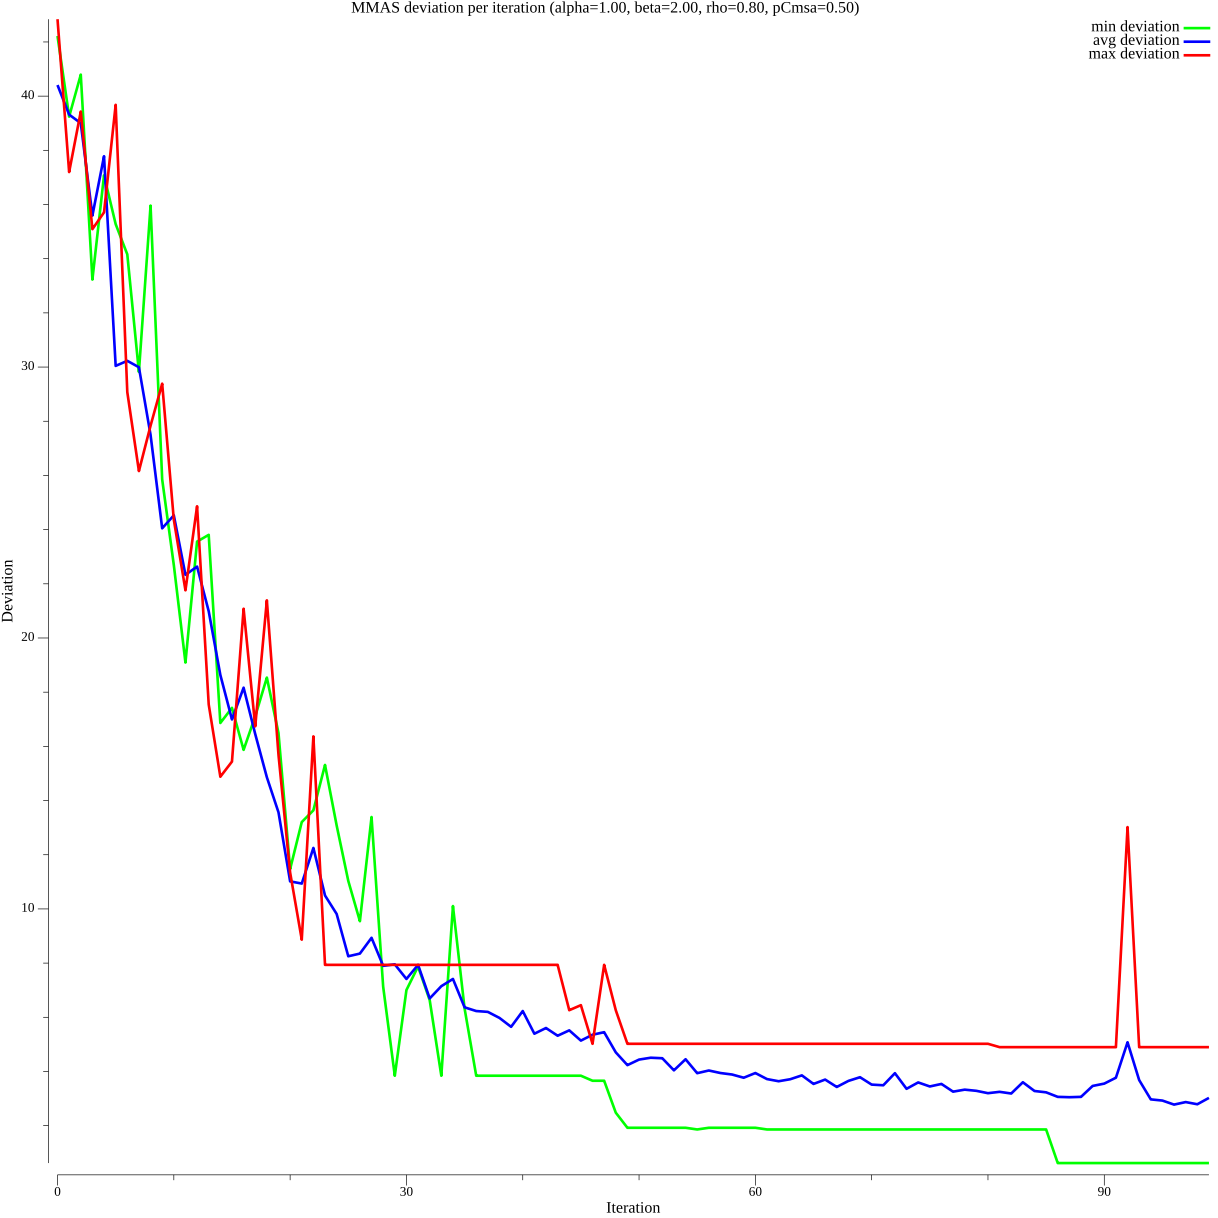 MMAS deviation per iteration (alpha=1.00, beta=2.00, rho=0.80, pCmsa=0.50)
min deviation
avg deviation
max deviation
40
30
20
10
Deviation
0
30
60
90
Iteration